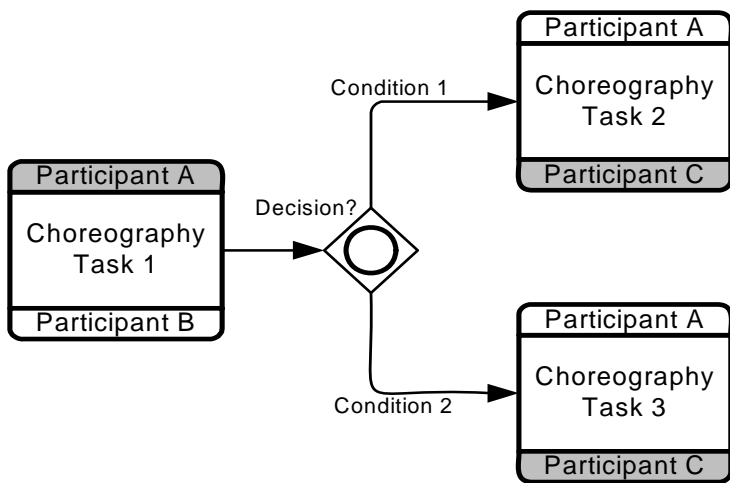 Participant A
Choreography
Task 1
Participant B
Decision?
Condition 1
Condition 2
Participant A
Choreography
Task 2
Participant C
Participant A
Choreography
Task 3
Participant C